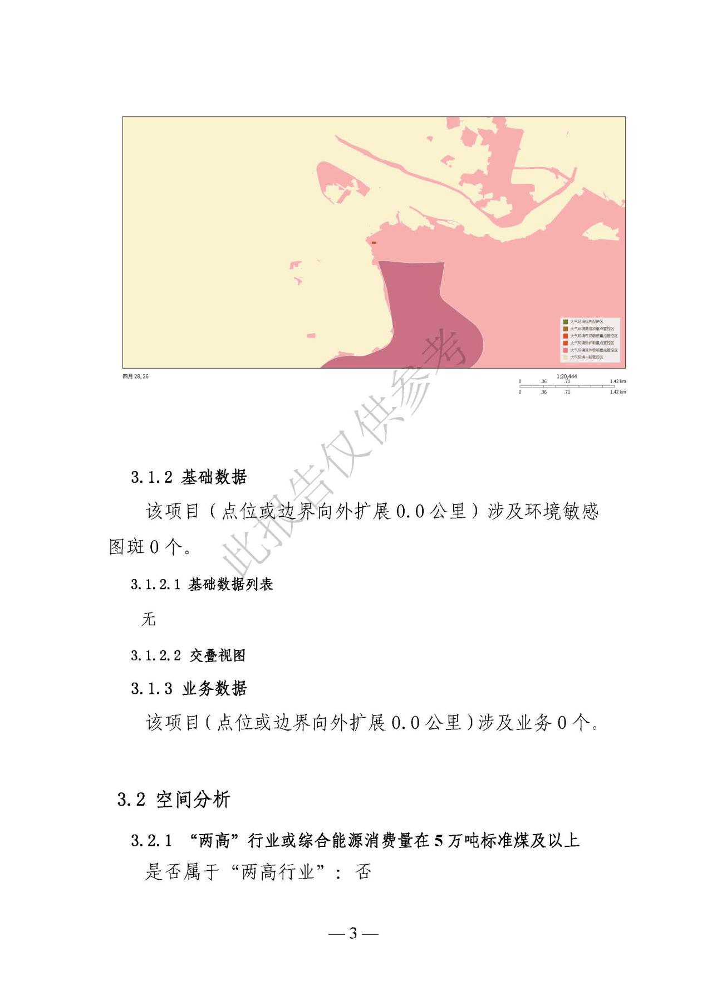 大气环境优先保护区
大气环境高排放重点管控区
大气环境布局敏感重点管控区
大气环境弱扩散重点管控区
大气环境受体敏感重点管控区
大气环境一般管控区
四月 28, 26
1:20,444
0 .36 .71 1.42 km
0 .36 .71 1.42 km
此报告仅供参考
3.1.2 基础数据
该项目（点位或边界向外扩展0.0公里）涉及环境敏感
图斑0个。
3.1.2.1 基础数据列表
无
3.1.2.2 交叠视图
3.1.3 业务数据
该项目(点位或边界向外扩展0.0公里)涉及业务0个。
3.2 空间分析
3.2.1 “两高”行业或综合能源消费量在5万吨标准煤及以上
是否属于“两高行业”: 否
— 3 —